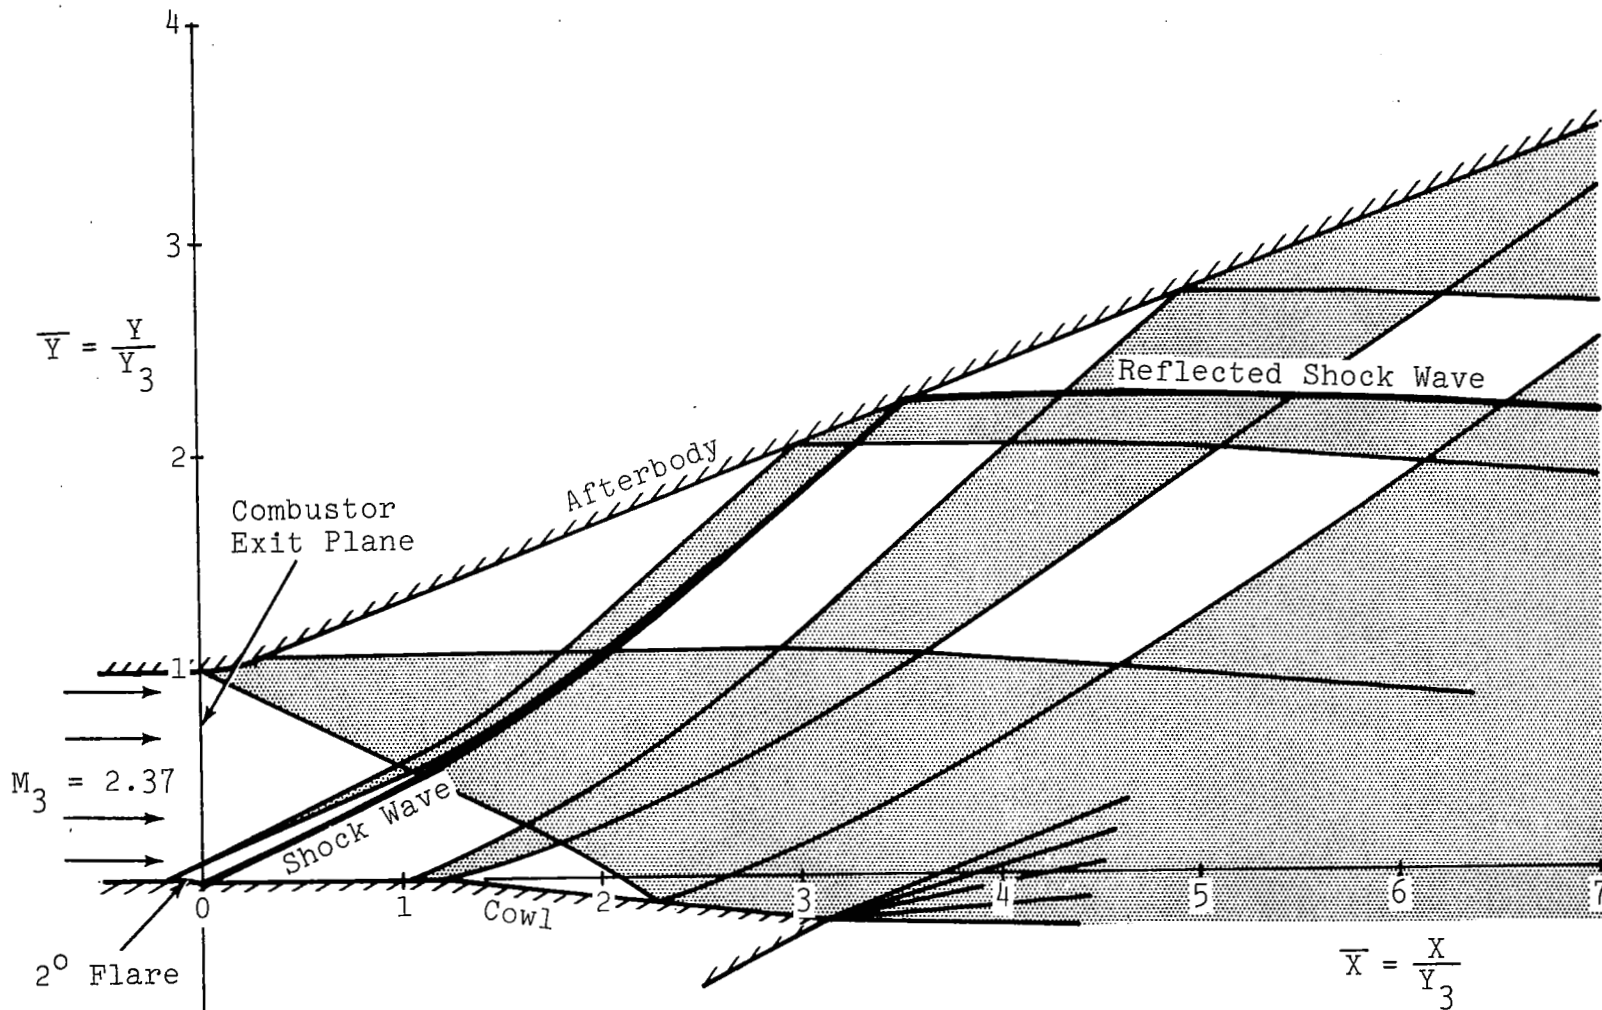 4
3
Y̅ = Y/Y₃
Reflected Shock Wave
2
Afterbody
Combustor
Exit Plane
1
M₃ = 2.37
Shock Wave
0 1 2 3 4 5 6 7
Cowl
2° Flare
X̅ = X/Y₃